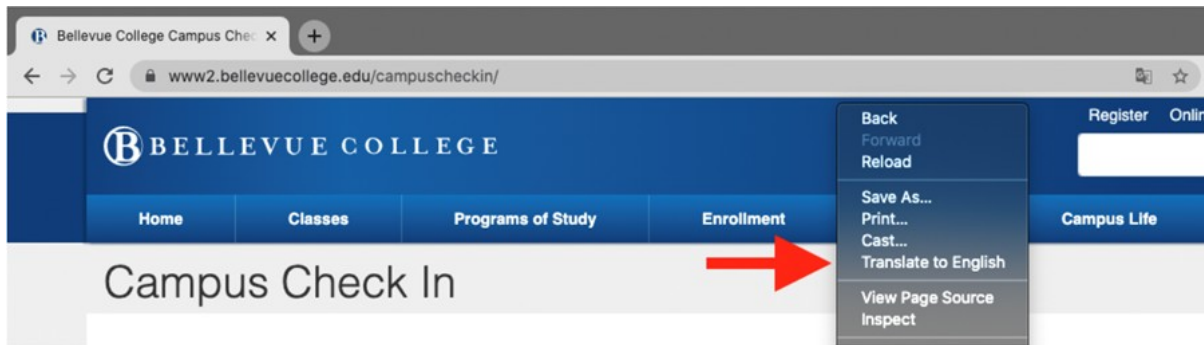 Bellevue College Campus Chec
www2.bellevuecollege.edu/campuscheckin/
BELLEVUE COLLEGE
Register Onlin
Home Classes Programs of Study Enrollment Campus Life
Campus Check In
Back
Forward
Reload
Save As...
Print...
Cast...
Translate to English
View Page Source
Inspect